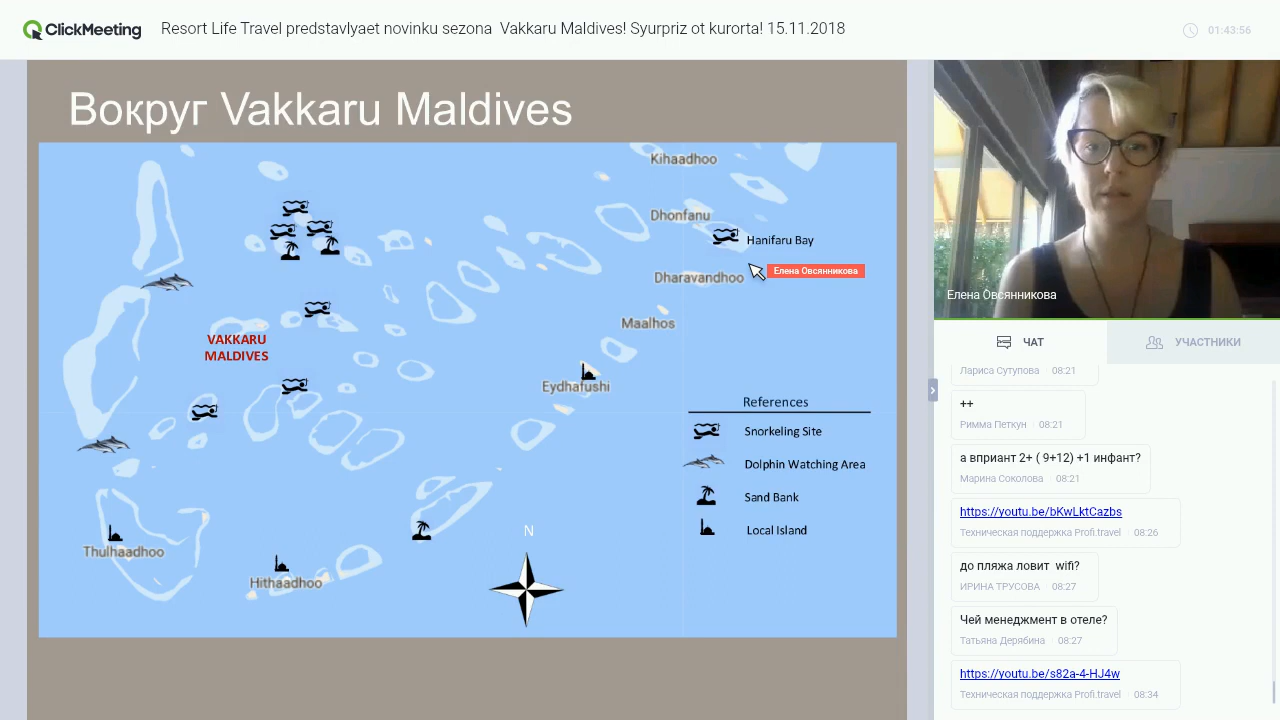 ClickMeeting
Resort Life Travel predstavlyaet novinku sezona Vakkaru Maldives! Syurpriz ot kurorta! 15.11.2018
01:43:56
Вокруг Vakkaru Maldives
Kihaadhoo
Dhonfanu
Hanifaru Bay
Dharavandhoo
Елена Овсянникова
Maalhos
VAKKARU
MALDIVES
Eydhafushi
References
Snorkeling Site
Dolphin Watching Area
Sand Bank
Local Island
N
Thulhaadhoo
Hithaadhoo
Елена Овсянникова
ЧАТ
УЧАСТНИКИ
Лариса Сутупова 08:21
++
Римма Петкун 08:21
а вприант 2+ ( 9+12) +1 инфант?
Марина Соколова 08:21
https://youtu.be/bKwLktCazbs
Техническая поддержка Profi.travel 08:26
до пляжа ловит wifi?
ИРИНА ТРУСОВА 08:27
Чей менеджмент в отеле?
Татьяна Дерябина 08:27
https://youtu.be/s82a-4-HJ4w
Техническая поддержка Profi.travel 08:34